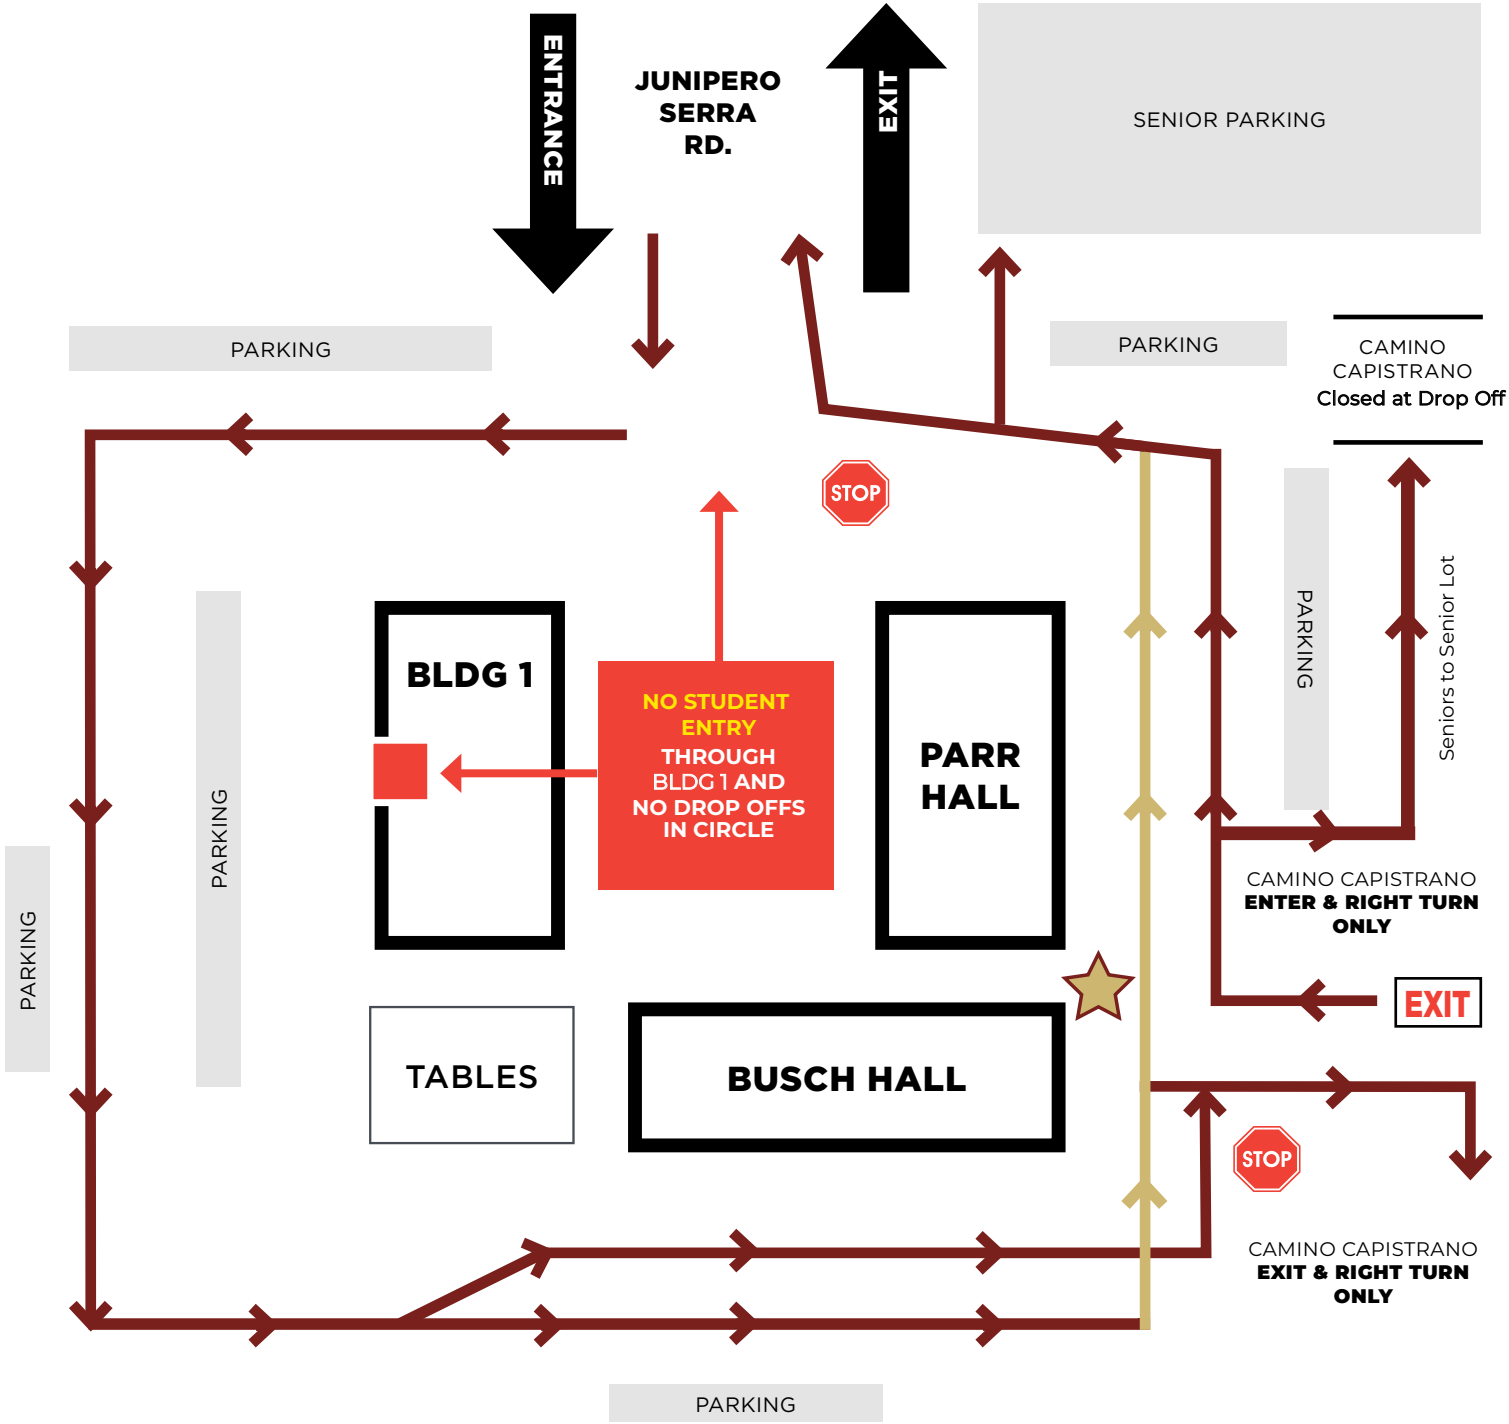 ENTRANCE
JUNIPERO
SERRA
RD.
EXIT
SENIOR PARKING
PARKING
PARKING
CAMINO
CAPISTRANO
Closed at Drop Off
STOP
PARKING
Seniors to Senior Lot
BLDG 1
NO STUDENT
ENTRY
THROUGH
BLDG 1 AND
NO DROP OFFS
IN CIRCLE
PARR
HALL
PARKING
PARKING
CAMINO CAPISTRANO
ENTER & RIGHT TURN
ONLY
EXIT
TABLES
BUSCH HALL
STOP
CAMINO CAPISTRANO
EXIT & RIGHT TURN
ONLY
PARKING